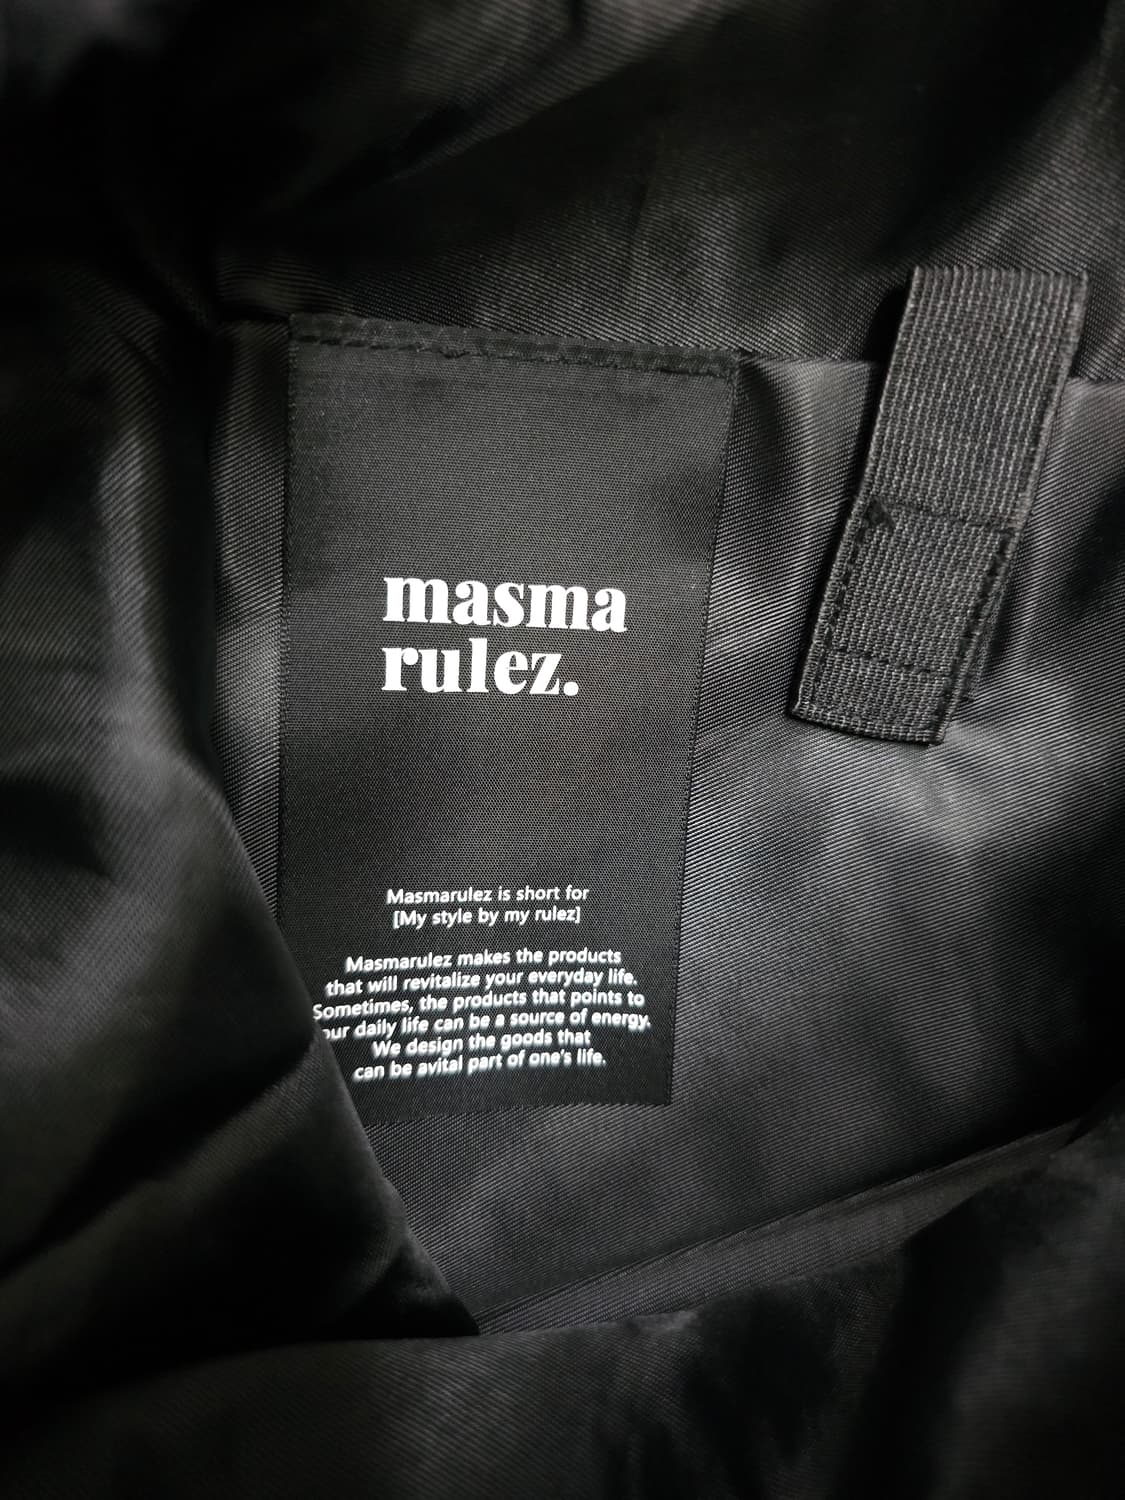 masma
rulez.
Masmarulez is short for
[My style by my rulez]
Masmarulez makes the products
that will revitalize your everyday life.
Sometimes, the products that points to
our daily life can be a source of energy.
We design the goods that
can be avital part of one's life.